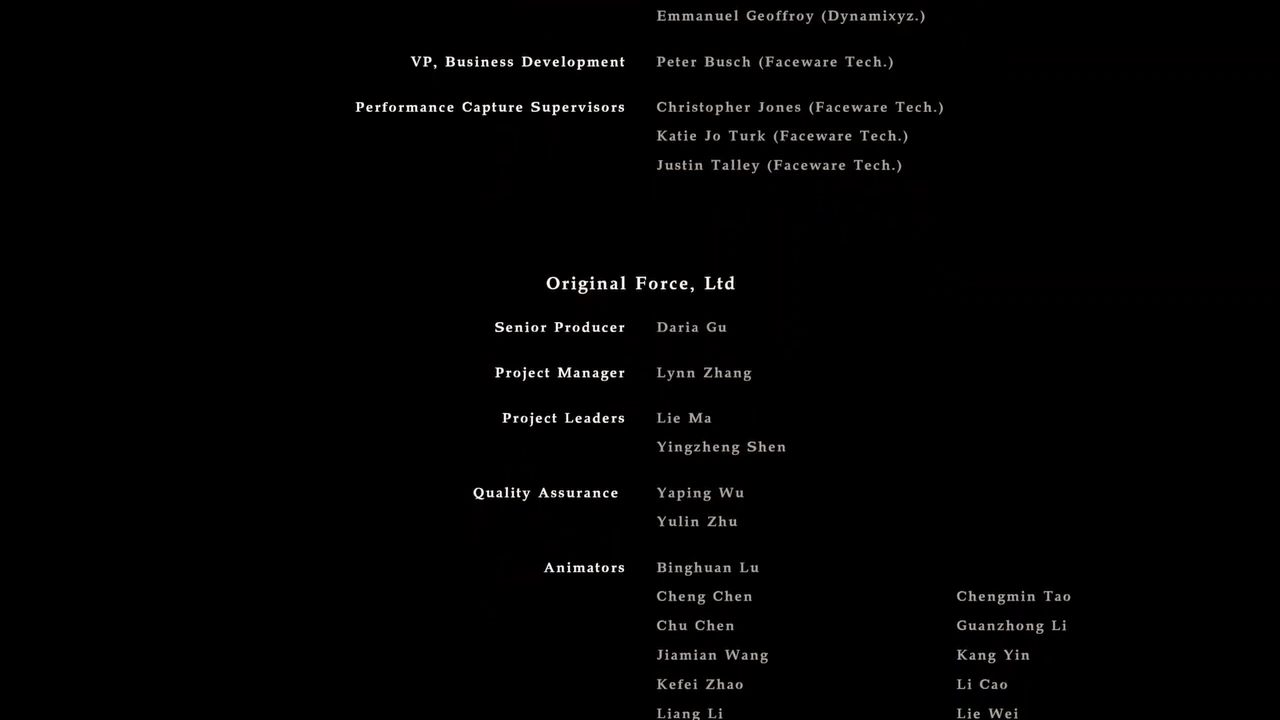 Emmanuel Geoffroy (Dynamixyz.)
VP, Business Development Peter Busch (Faceware Tech.)
Performance Capture Supervisors Christopher Jones (Faceware Tech.)
Katie Jo Turk (Faceware Tech.)
Justin Talley (Faceware Tech.)
Original Force, Ltd
Senior Producer Daria Gu
Project Manager Lynn Zhang
Project Leaders Lie Ma
Yingzheng Shen
Quality Assurance Yaping Wu
Yulin Zhu
Animators Binghuan Lu
Cheng Chen Chengmin Tao
Chu Chen Guanzhong Li
Jiamian Wang Kang Yin
Kefei Zhao Li Cao
Liang Li Lie Wei